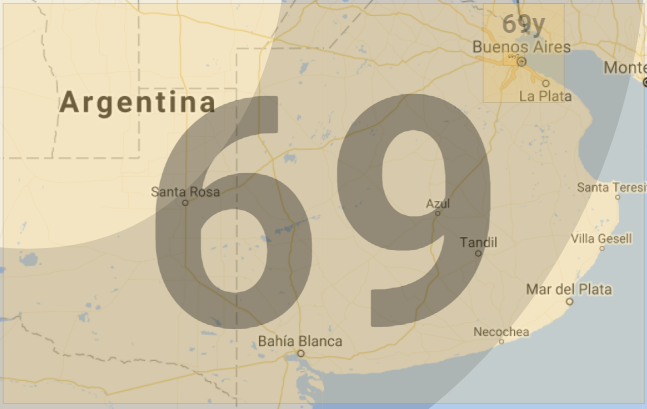 69y
Buenos Aires
Monte
Argentina
La Plata
69
Santa Rosa
Santa Teresi
Azul
Villa Gesell
Tandil
Mar del Plata
Necochea
Bahía Blanca